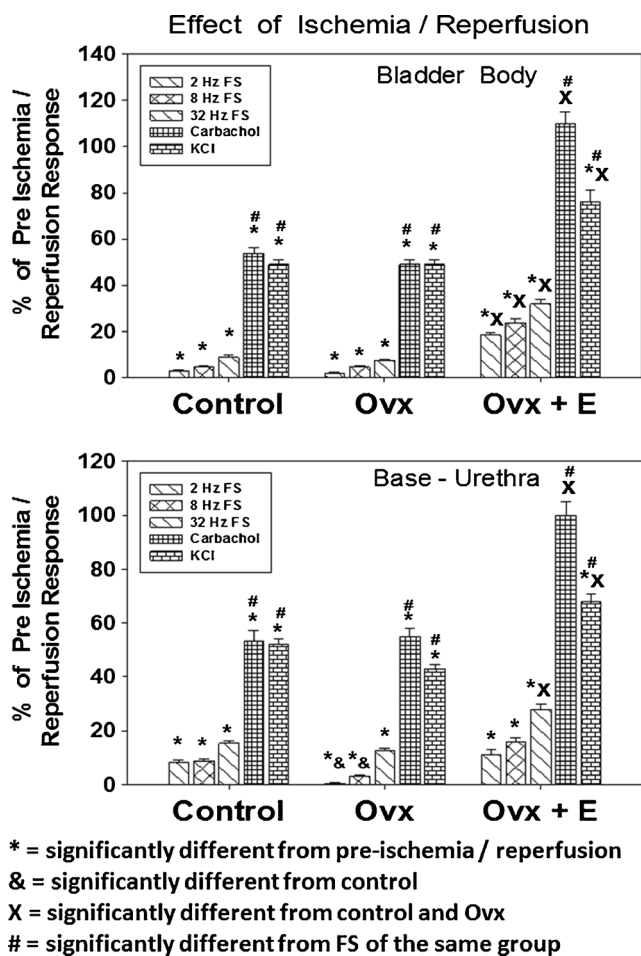 Effect of Ischemia / Reperfusion
% of Pre Ischemia /
Reperfusion Response
140
120
100
80
60
40
20
0
Bladder Body
2 Hz FS
8 Hz FS
32 Hz FS
Carbachol
KCl
* * * # * # *
* * * # * # *
*X *X *X # X # *X
Control Ovx Ovx + E
% of Pre Ischemia /
Reperfusion Response
120
100
80
60
40
20
0
Base - Urethra
2 Hz FS
8 Hz FS
32 Hz FS
Carbachol
KCl
* * * # * # *
*& *& * # * # *
* * *X # X # *X
Control Ovx Ovx + E
* = significantly different from pre-ischemia / reperfusion
& = significantly different from control
X = significantly different from control and Ovx
# = significantly different from FS of the same group